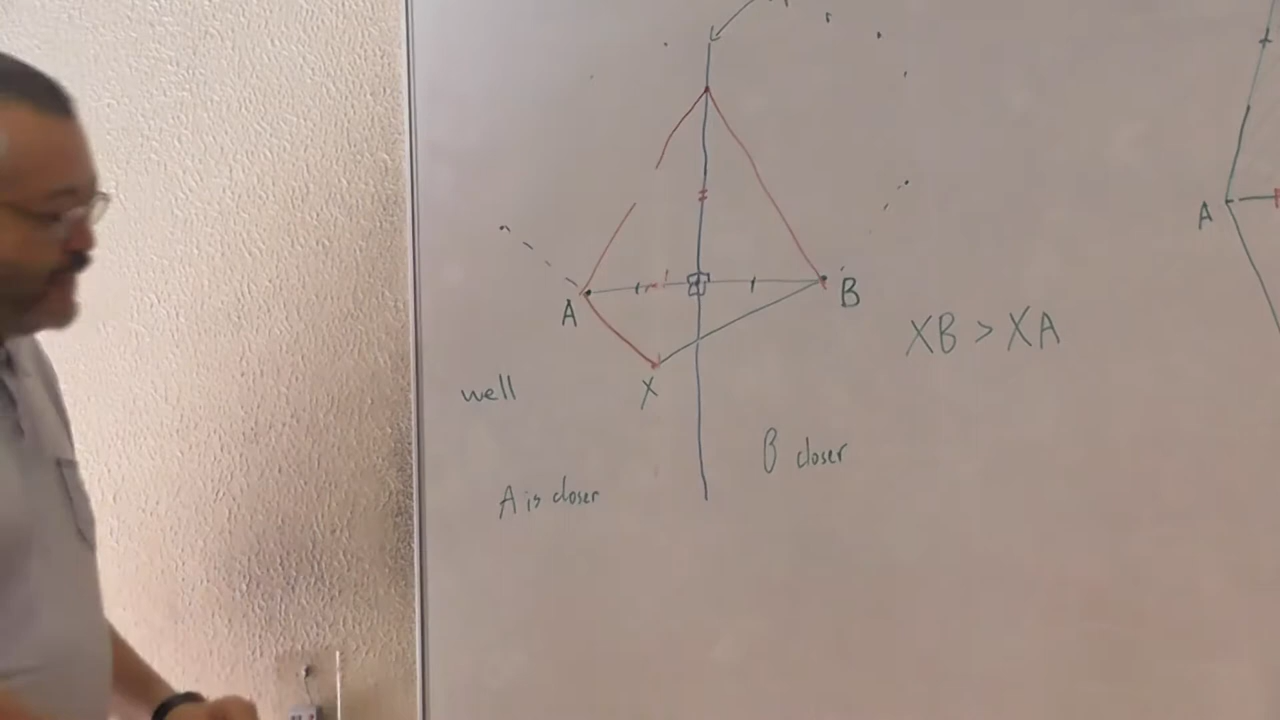 A
A
B
XB > XA
X
well
B closer
A is closer